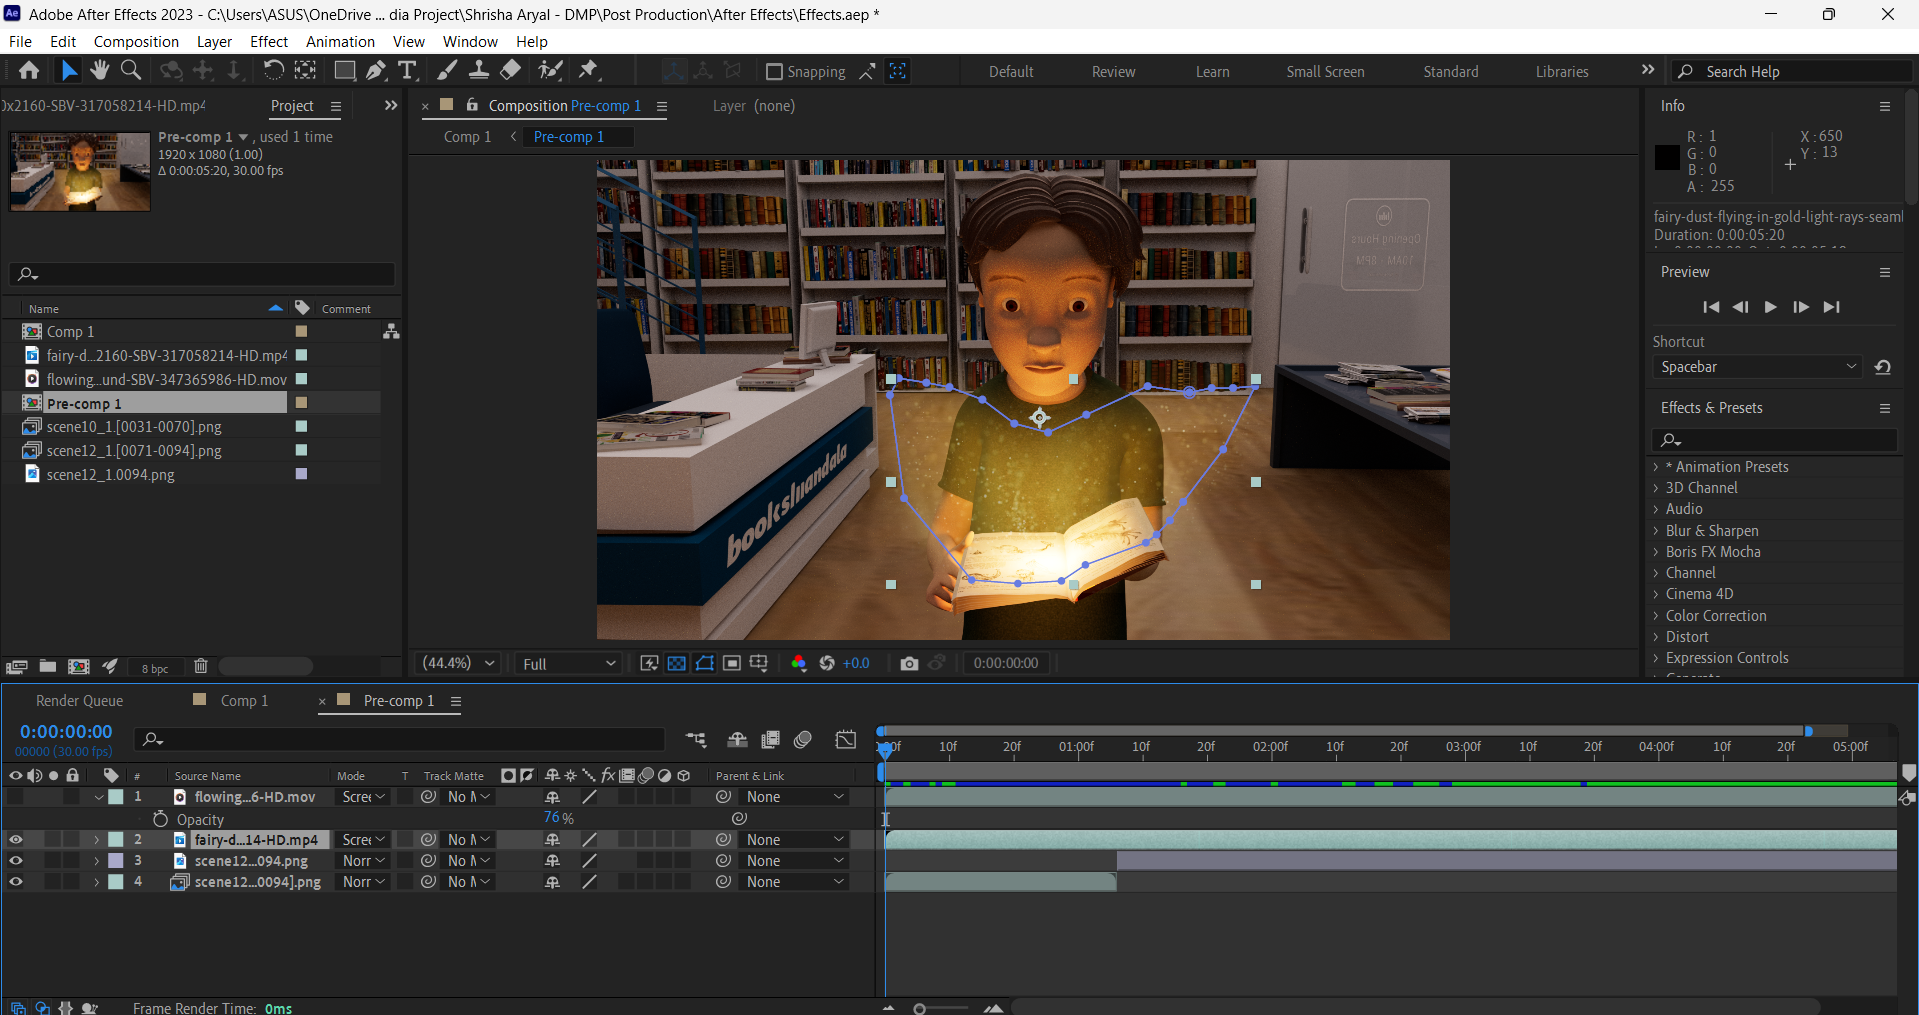 Adobe After Effects 2023 - C:\Users\ASUS\OneDrive ... dia Project\Shrisha Aryal - DMP\Post Production\After Effects\Effects.aep *
File Edit Composition Layer Effect Animation View Window Help
Snapping Default Review Learn Small Screen Standard Libraries Search Help
0x2160-SBV-317058214-HD.mp4 Project
Composition Pre-comp 1 Layer (none)
Comp 1 Pre-comp 1
Pre-comp 1 , used 1 time
1920 x 1080 (1.00)
Δ 0:00:05:20, 30.00 fps
Name Comment
Comp 1
fairy-d...2160-SBV-317058214-HD.mp4
flowing...und-SBV-347365986-HD.mov
Pre-comp 1
scene10_1.[0031-0070].png
scene12_1.[0071-0094].png
scene12_1.0094.png
8 bpc
Opening Hours
10AM - 8PM
bookshandala
(44.4%) Full +0.0 0:00:00:00
Info
R: 1 X: 650
G: 0 Y: 13
B: 0
A: 255
fairy-dust-flying-in-gold-light-rays-seaml
Duration: 0:00:05:20
Preview
Shortcut
Spacebar
Effects & Presets
* Animation Presets
3D Channel
Audio
Blur & Sharpen
Boris FX Mocha
Channel
Cinema 4D
Color Correction
Distort
Expression Controls
Render Queue Comp 1 Pre-comp 1
0:00:00:00
00000 (30.00 fps)
:00f 10f 20f 01:00f 10f 20f 02:00f 10f 20f 03:00f 10f 20f 04:00f 10f 20f 05:00f
# Source Name Mode T Track Matte fx Parent & Link
1 flowing...6-HD.mov Scree No M None
Opacity 76 %
2 fairy-d...14-HD.mp4 Scree No M None
3 scene12...094.png Norr No M None
4 scene12...0094].png Norr No M None
Frame Render Time: 0ms